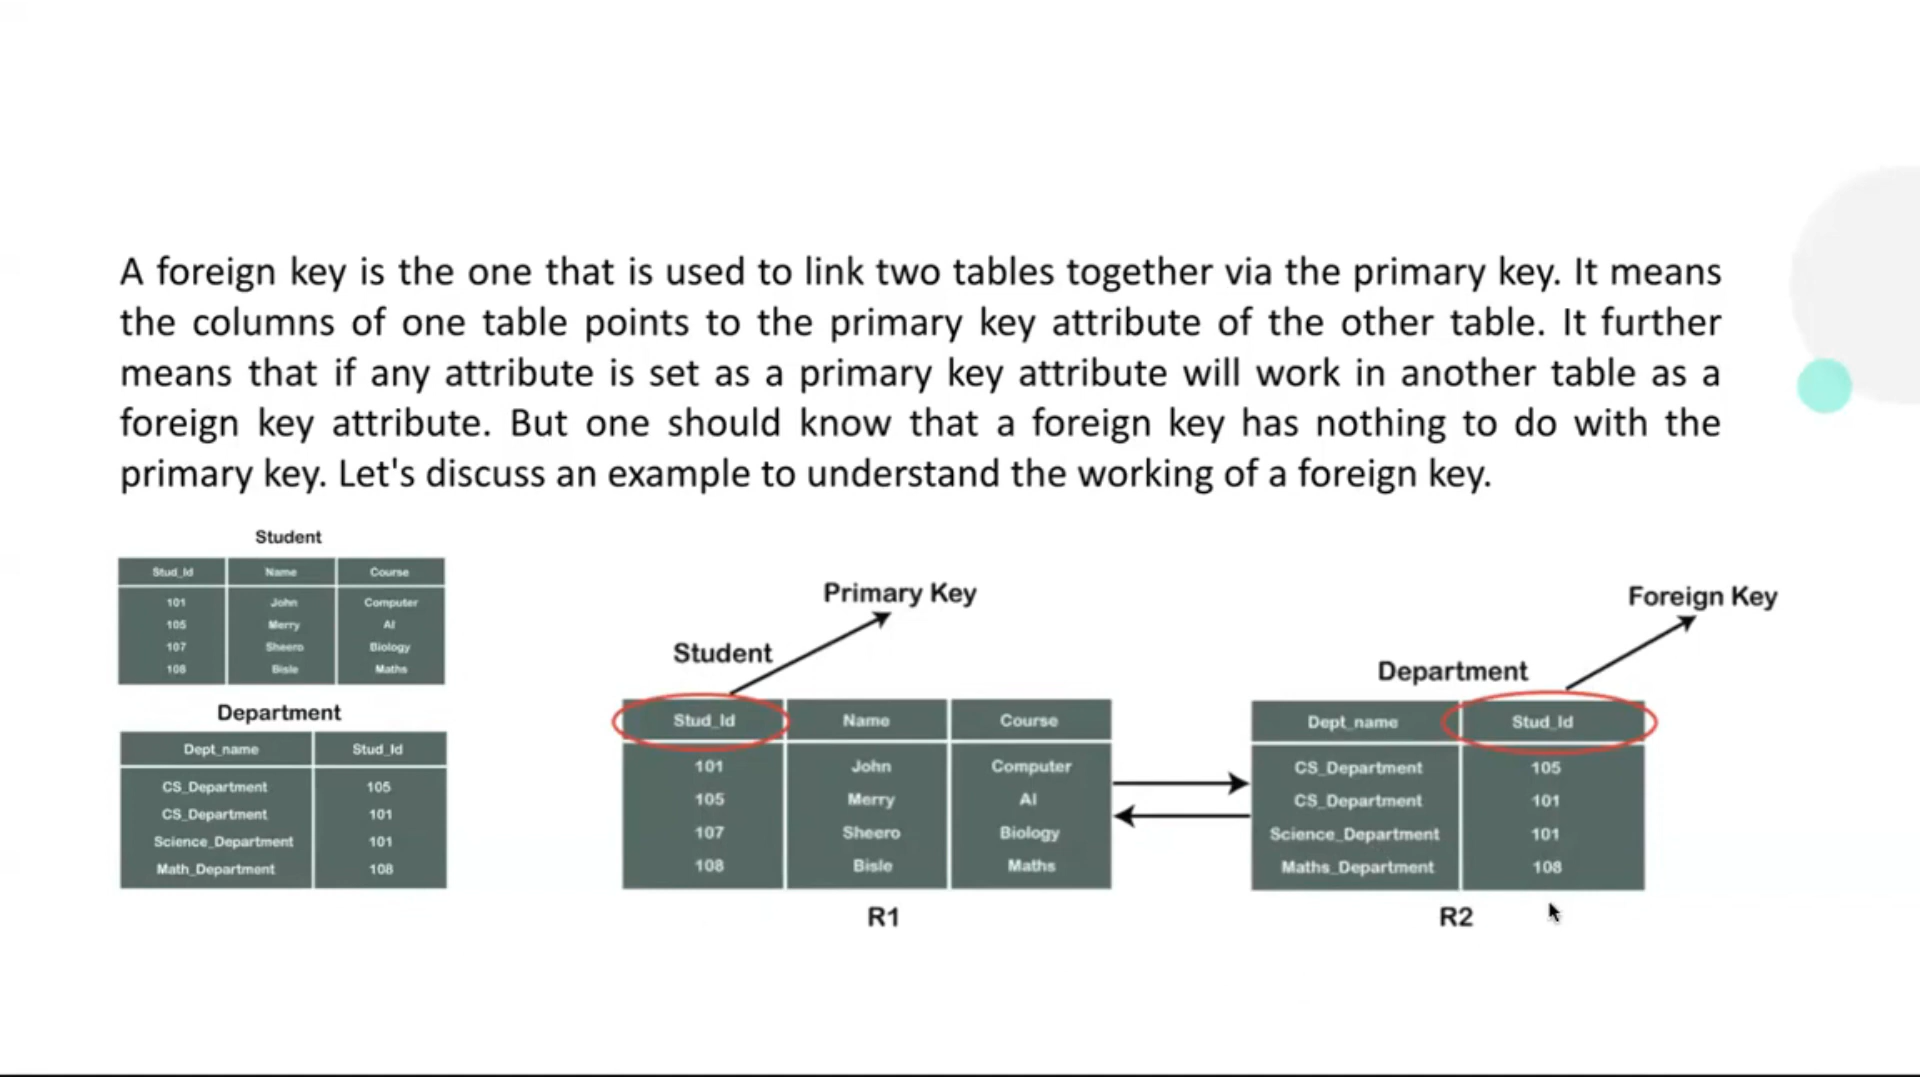 A foreign key is the one that is used to link two tables together via the primary key. It means
the columns of one table points to the primary key attribute of the other table. It further
means that if any attribute is set as a primary key attribute will work in another table as a
foreign key attribute. But one should know that a foreign key has nothing to do with the
primary key. Let's discuss an example to understand the working of a foreign key.
Student
Stud_Id Name Course
101 John Computer
105 Merry AI
107 Sheero Biology
108 Bisle Maths
Department
Dept_name Stud_Id
CS_Department 105
CS_Department 101
Science_Department 101
Math_Department 108
Primary Key
Student
Stud_Id Name Course
101 John Computer
105 Merry AI
107 Sheero Biology
108 Bisle Maths
R1
Foreign Key
Department
Dept_name Stud_Id
CS_Department 105
CS_Department 101
Science_Department 101
Maths_Department 108
R2